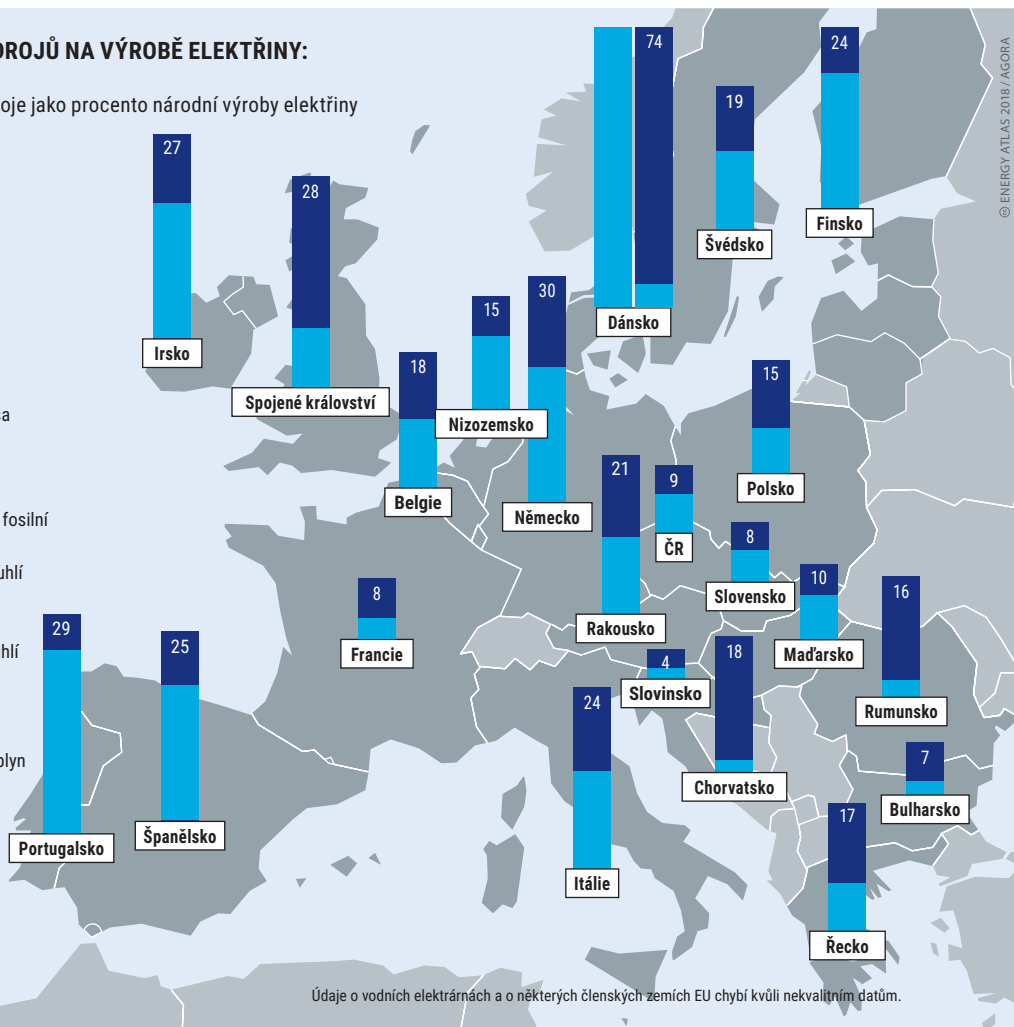 DROJŮ NA VÝROBĚ ELEKTŘINY:
oje jako procento národní výroby elektřiny
© ENERGY ATLAS 2018 / AGORA
74
24
Finsko
19
Švédsko
27
Irsko
28
Spojené království
Dánsko
15
Nizozemsko
30
Německo
18
Belgie
15
Polsko
sa
fosilní
uhlí
hlí
plyn
21
Rakousko
9
ČR
8
Slovensko
10
Maďarsko
16
Rumunsko
8
Francie
29
Portugalsko
25
Španělsko
4
Slovinsko
18
Chorvatsko
24
Itálie
7
Bulharsko
17
Řecko
Údaje o vodních elektrárnách a o některých členských zemích EU chybí kvůli nekvalitním datům.